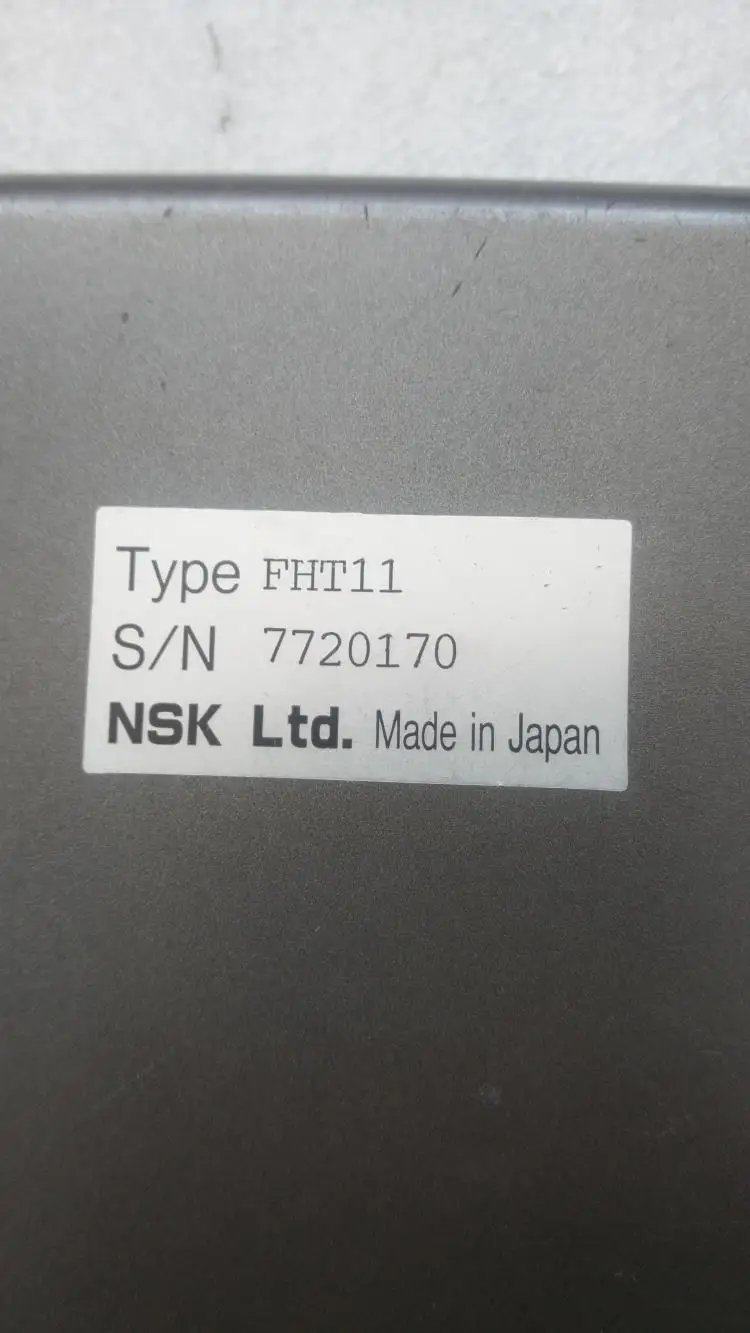 Type FHT11
S/N 7720170
NSK Ltd. Made in Japan